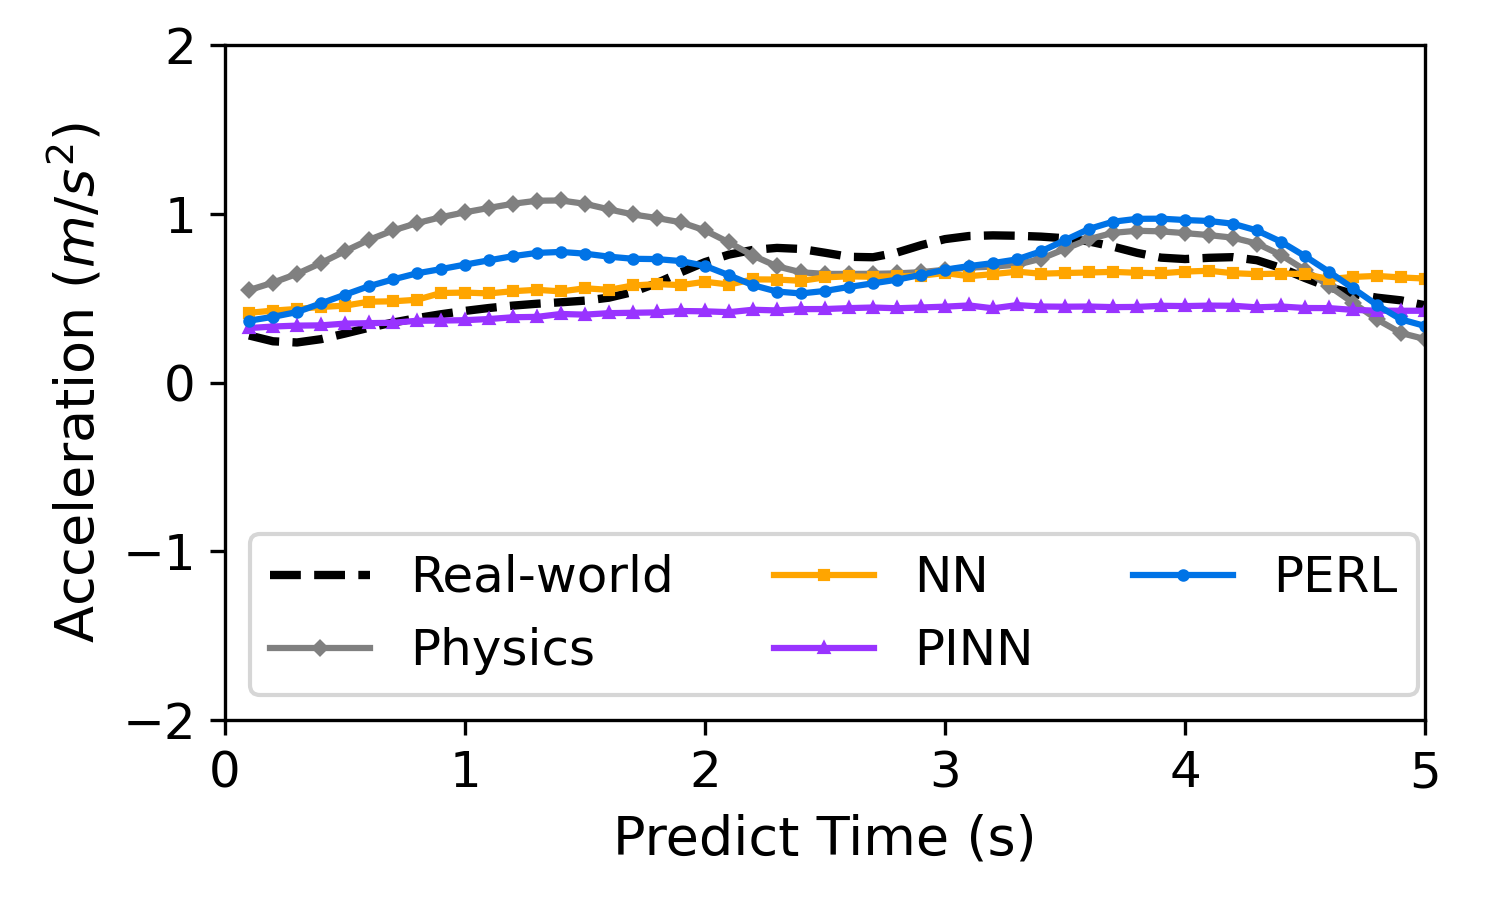 2
1
0
−1
−2
Acceleration (m/s²)
Real-world
NN
PERL
Physics
PINN
0 1 2 3 4 5
Predict Time (s)